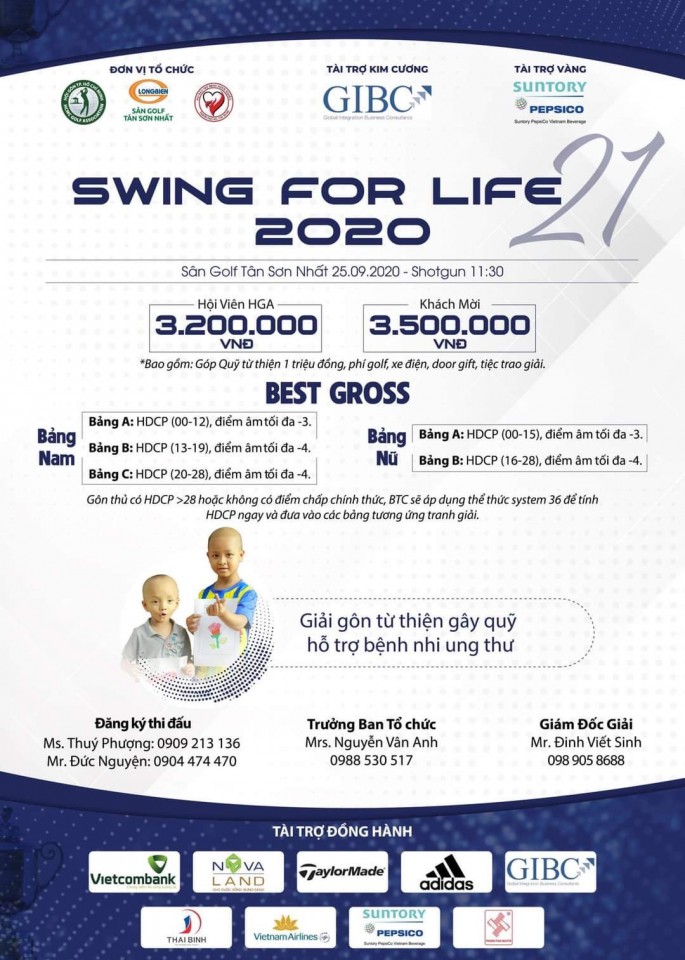 ĐƠN VỊ TỔ CHỨC
TÀI TRỢ KIM CƯƠNG
TÀI TRỢ VÀNG
LONGBIEN
SÂN GOLF
TÂN SƠN NHẤT
GIBC
Global Integration Business Consultants
SUNTORY
PEPSICO
Suntory PepsiCo Vietnam Beverage
SWING FOR LIFE 21
2020
Sân Golf Tân Sơn Nhất 25.09.2020 - Shotgun 11:30
Hội Viên HGA
3.200.000
VNĐ
Khách Mời
3.500.000
VNĐ
*Bao gồm: Góp Quỹ từ thiện 1 triệu đồng, phí golf, xe điện, door gift, tiệc trao giải.
BEST GROSS
Bảng Nam
Bảng A: HDCP (00-12), điểm âm tối đa -3.
Bảng B: HDCP (13-19), điểm âm tối đa -4.
Bảng C: HDCP (20-28), điểm âm tối đa -4.
Bảng Nữ
Bảng A: HDCP (00-15), điểm âm tối đa -3.
Bảng B: HDCP (16-28), điểm âm tối đa -4.
Gôn thủ có HDCP >28 hoặc không có điểm chấp chính thức, BTC sẽ áp dụng thể thức system 36 để tính
HDCP ngay và đưa vào các bảng tương ứng tranh giải.
Giải gôn từ thiện gây quỹ
hỗ trợ bệnh nhi ung thư
Đăng ký thi đấu
Ms. Thuý Phượng: 0909 213 136
Mr. Đức Nguyện: 0904 474 470
Trưởng Ban Tổ chức
Mrs. Nguyễn Vân Anh
0988 530 517
Giám Đốc Giải
Mr. Đinh Viết Sinh
098 905 8688
TÀI TRỢ ĐỒNG HÀNH
Vietcombank
NOVA
LAND
TaylorMade
adidas
GIBC
Global Integration Business Consultants
THAI BINH
Vietnam Airlines
SUNTORY
PEPSICO
Suntory PepsiCo Vietnam Beverage